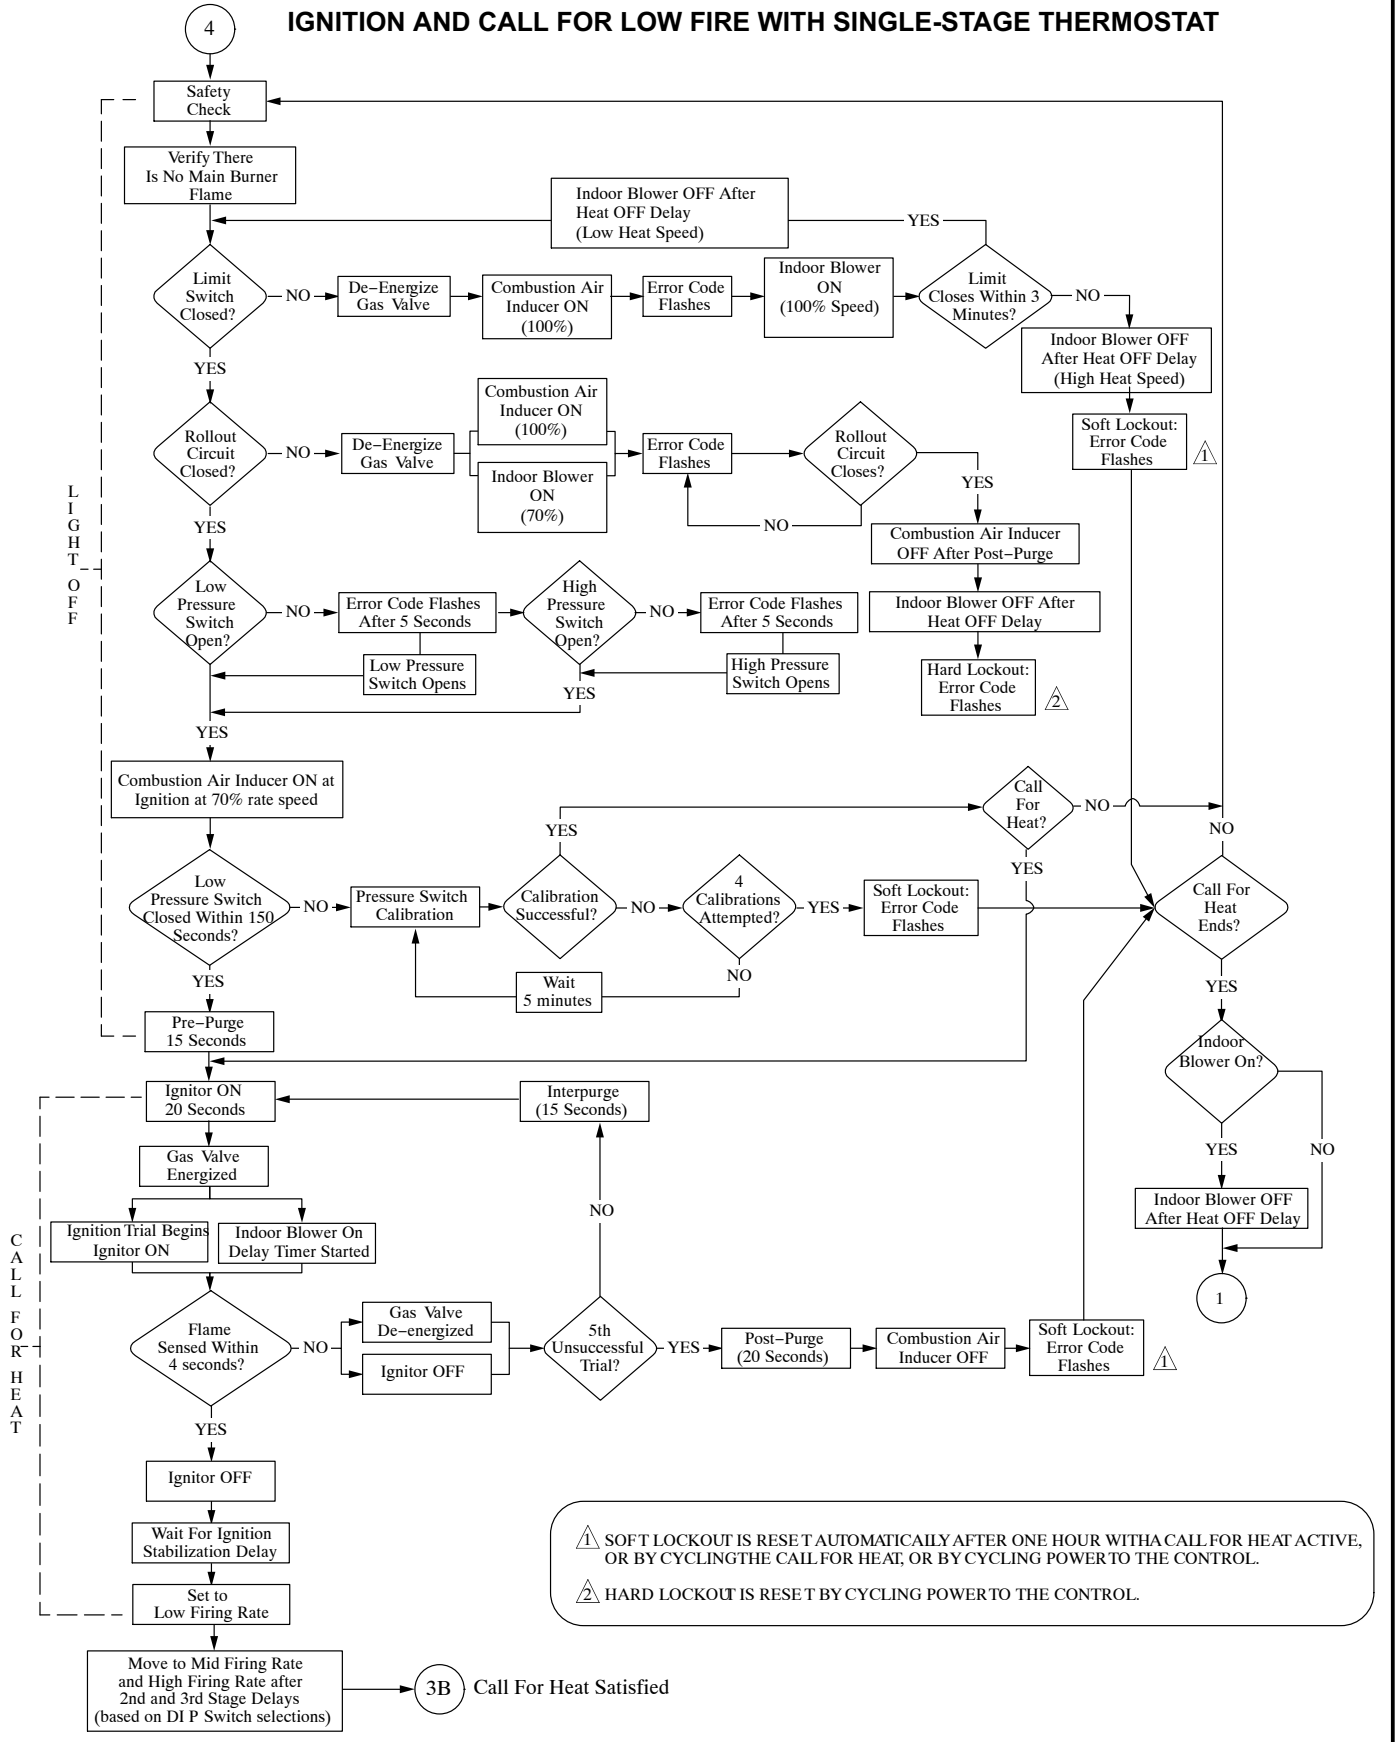 IGNITION AND CALL FOR LOW FIRE WITH SINGLE-STAGE THERMOSTAT
4
Safety
Check
Verify There
Is No Main Burner
Flame
Indoor Blower OFF After
Heat OFF Delay
(Low Heat Speed)
YES
Limit
Switch
Closed?
NO
De-Energize
Gas Valve
Combustion Air
Inducer ON
(100%)
Error Code
Flashes
Indoor Blower
ON
(100% Speed)
Limit
Closes Within 3
Minutes?
NO
Indoor Blower OFF
After Heat OFF Delay
(High Heat Speed)
Soft Lockout:
Error Code
Flashes
1
YES
Rollout
Circuit
Closed?
NO
De-Energize
Gas Valve
Combustion Air
Inducer ON
(100%)
Indoor Blower
ON
(70%)
Error Code
Flashes
Rollout
Circuit
Closes?
NO
YES
Combustion Air Inducer
OFF After Post-Purge
Indoor Blower OFF After
Heat OFF Delay
Hard Lockout:
Error Code
Flashes
2
YES
LIGHT OFF
Low
Pressure
Switch
Open?
NO
Error Code Flashes
After 5 Seconds
Low Pressure
Switch Opens
High
Pressure
Switch
Open?
NO
Error Code Flashes
After 5 Seconds
High Pressure
Switch Opens
YES
YES
Combustion Air Inducer ON at
Ignition at 70% rate speed
Low
Pressure Switch
Closed Within 150
Seconds?
NO
Pressure Switch
Calibration
Calibration
Successful?
YES
NO
4
Calibrations
Attempted?
YES
NO
Wait
5 minutes
Soft Lockout:
Error Code
Flashes
Call
For
Heat?
NO
YES
NO
Call For
Heat
Ends?
YES
Indoor
Blower On?
YES
NO
Indoor Blower OFF
After Heat OFF Delay
1
YES
Pre-Purge
15 Seconds
Ignitor ON
20 Seconds
Interpurge
(15 Seconds)
Gas Valve
Energized
Ignition Trial Begins
Ignitor ON
Indoor Blower On
Delay Timer Started
CALL FOR HEAT
Flame
Sensed Within
4 seconds?
NO
Gas Valve
De-energized
Ignitor OFF
5th
Unsuccessful
Trial?
NO
YES
Post-Purge
(20 Seconds)
Combustion Air
Inducer OFF
Soft Lockout:
Error Code
Flashes
1
YES
Ignitor OFF
Wait For Ignition
Stabilization Delay
Set to
Low Firing Rate
Move to Mid Firing Rate
and High Firing Rate after
2nd and 3rd Stage Delays
(based on DI P Switch selections)
3B
Call For Heat Satisfied
1 SOFT LOCKOUT IS RESET AUTOMATICALLY AFTER ONE HOUR WITH A CALL FOR HEAT ACTIVE,
OR BY CYCLING THE CALL FOR HEAT, OR BY CYCLING POWER TO THE CONTROL.
2 HARD LOCKOUT IS RESET BY CYCLING POWER TO THE CONTROL.